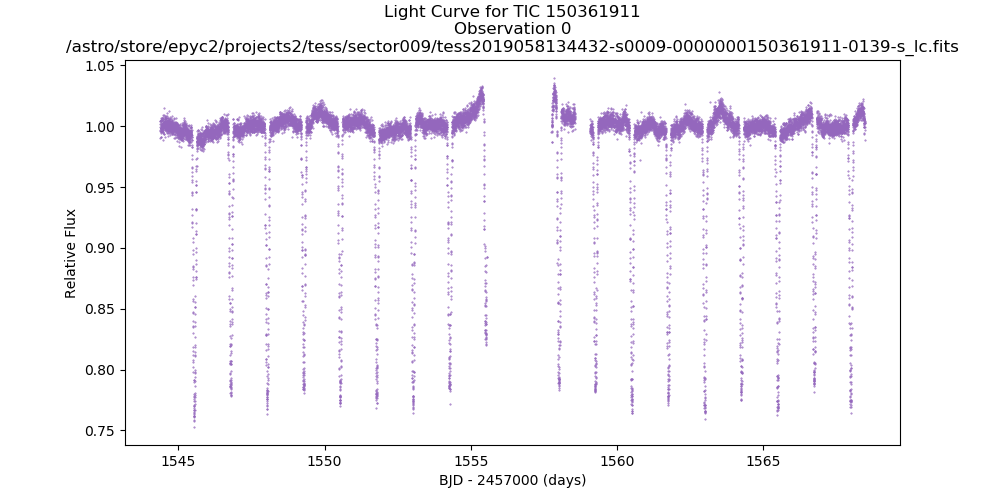 Light Curve for TIC 150361911
Observation 0
/astro/store/epyc2/projects2/tess/sector009/tess2019058134432-s0009-0000000150361911-0139-s_lc.fits
1.05
1.00
0.95
0.90
0.85
0.80
0.75
Relative Flux
1545
1550
1555
1560
1565
BJD - 2457000 (days)